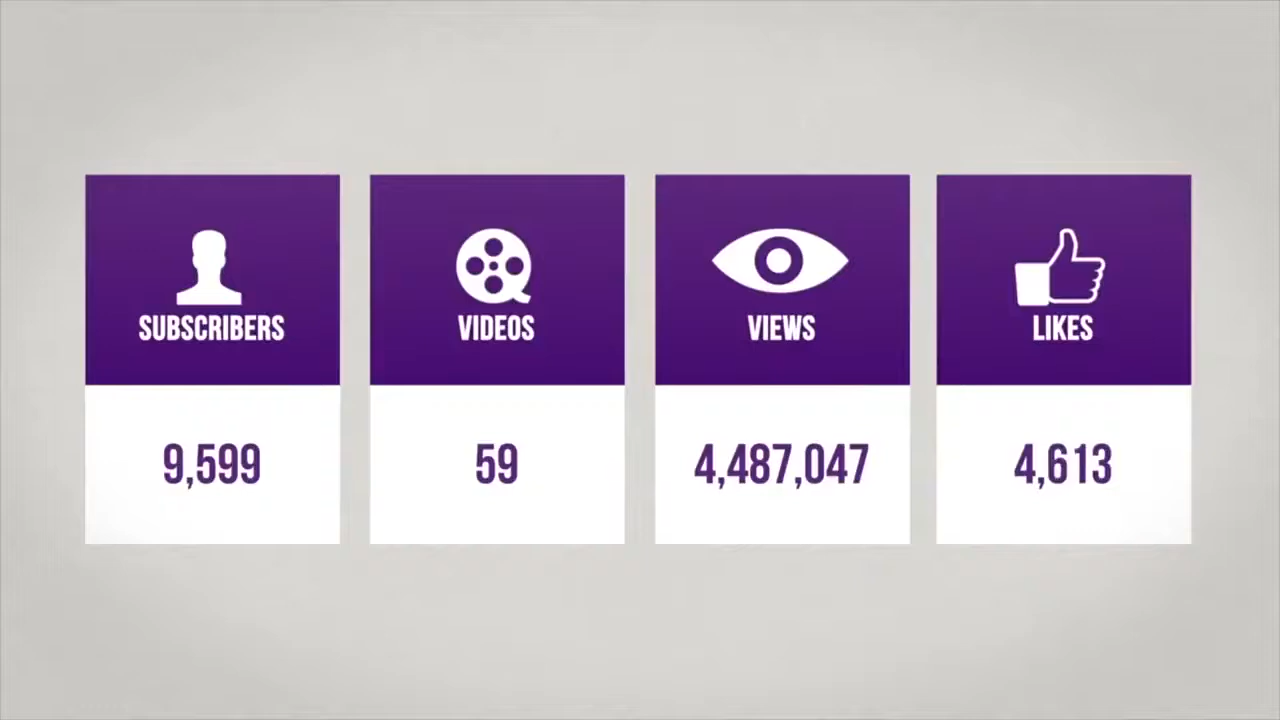 SUBSCRIBERS
9,599
VIDEOS
59
VIEWS
4,487,047
LIKES
4,613